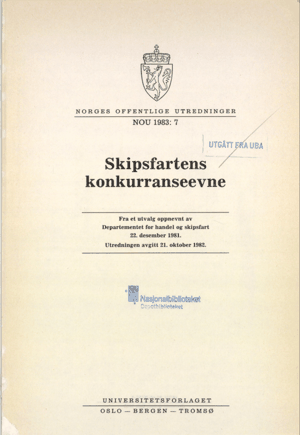 NORGES OFFENTLIGE UTREDNINGER
NOU 1983: 7
UTGÅTT FRA UBA
Skipsfartens
konkurranseevne
Fra et utvalg oppnevnt av
Departementet for handel og skipsfart
22. desember 1981.
Utredningen avgitt 21. oktober 1982.
Nasjonalbiblioteket
Depotbiblioteket
UNIVERSITETSFORLAGET
OSLO — BERGEN — TROMSØ